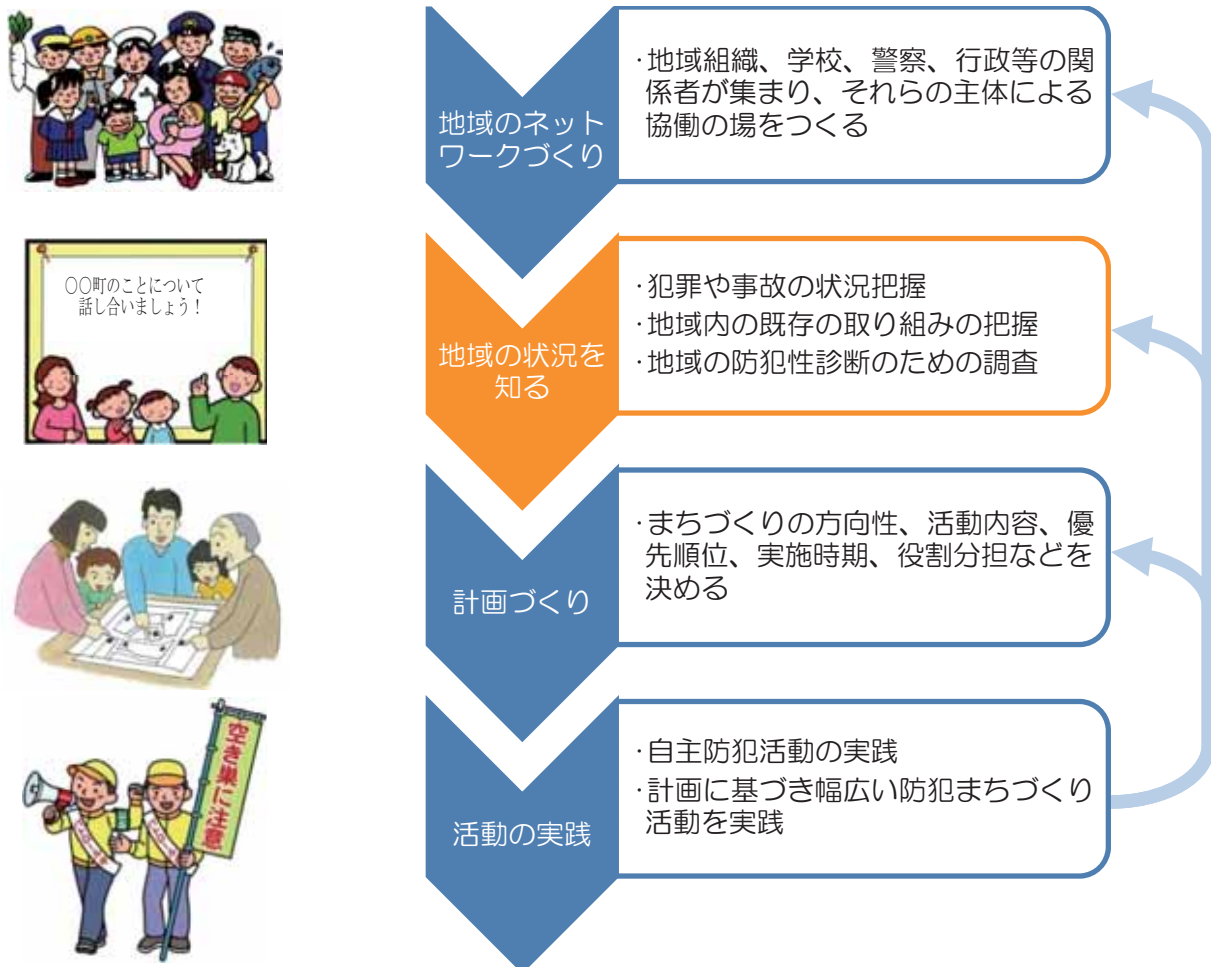 地域のネット
ワークづくり
·地域組織、学校、警察、行政等の関
係者が集まり、それらの主体による
協働の場をつくる
〇〇町のことについて
話し合いましょう！
地域の状況を
知る
·犯罪や事故の状況把握
·地域内の既存の取り組みの把握
·地域の防犯性診断のための調査
計画づくり
·まちづくりの方向性、活動内容、優
先順位、実施時期、役割分担などを
決める
空き巣に注意
活動の実践
·自主防犯活動の実践
·計画に基づき幅広い防犯まちづくり
活動を実践